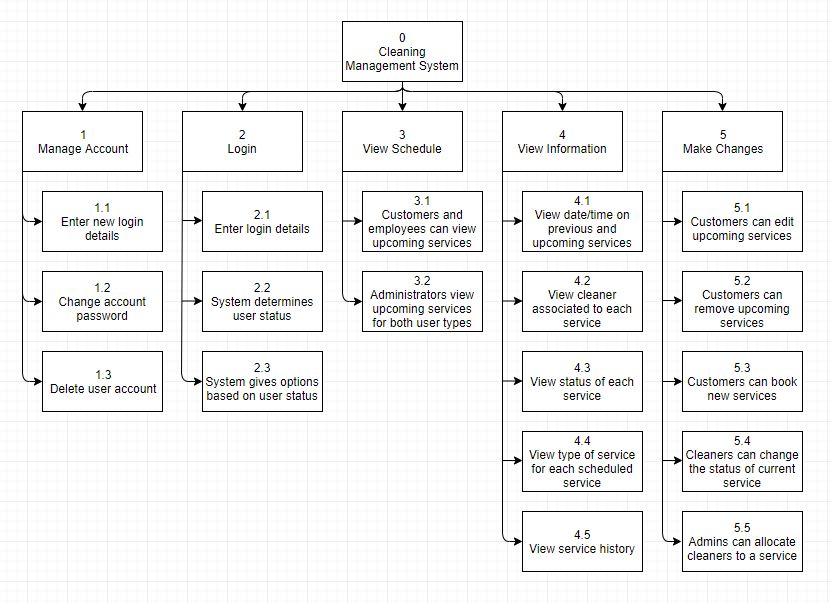 0
Cleaning
Management System
1
Manage Account
2
Login
3
View Schedule
4
View Information
5
Make Changes
1.1
Enter new login
details
1.2
Change account
password
1.3
Delete user account
2.1
Enter login details
2.2
System determines
user status
2.3
System gives options
based on user status
3.1
Customers and
employees can view
upcoming services
3.2
Administrators view
upcoming services
for both user types
4.1
View date/time on
previous and
upcoming services
4.2
View cleaner
associated to each
service
4.3
View status of each
service
4.4
View type of service
for each scheduled
service
4.5
View service history
5.1
Customers can edit
upcoming services
5.2
Customers can
remove upcoming
services
5.3
Customers can book
new services
5.4
Cleaners can change
the status of current
service
5.5
Admins can allocate
cleaners to a service